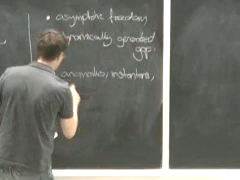 • asymptotic freedom
dynamically generated
gap.
anomalies, instantons,